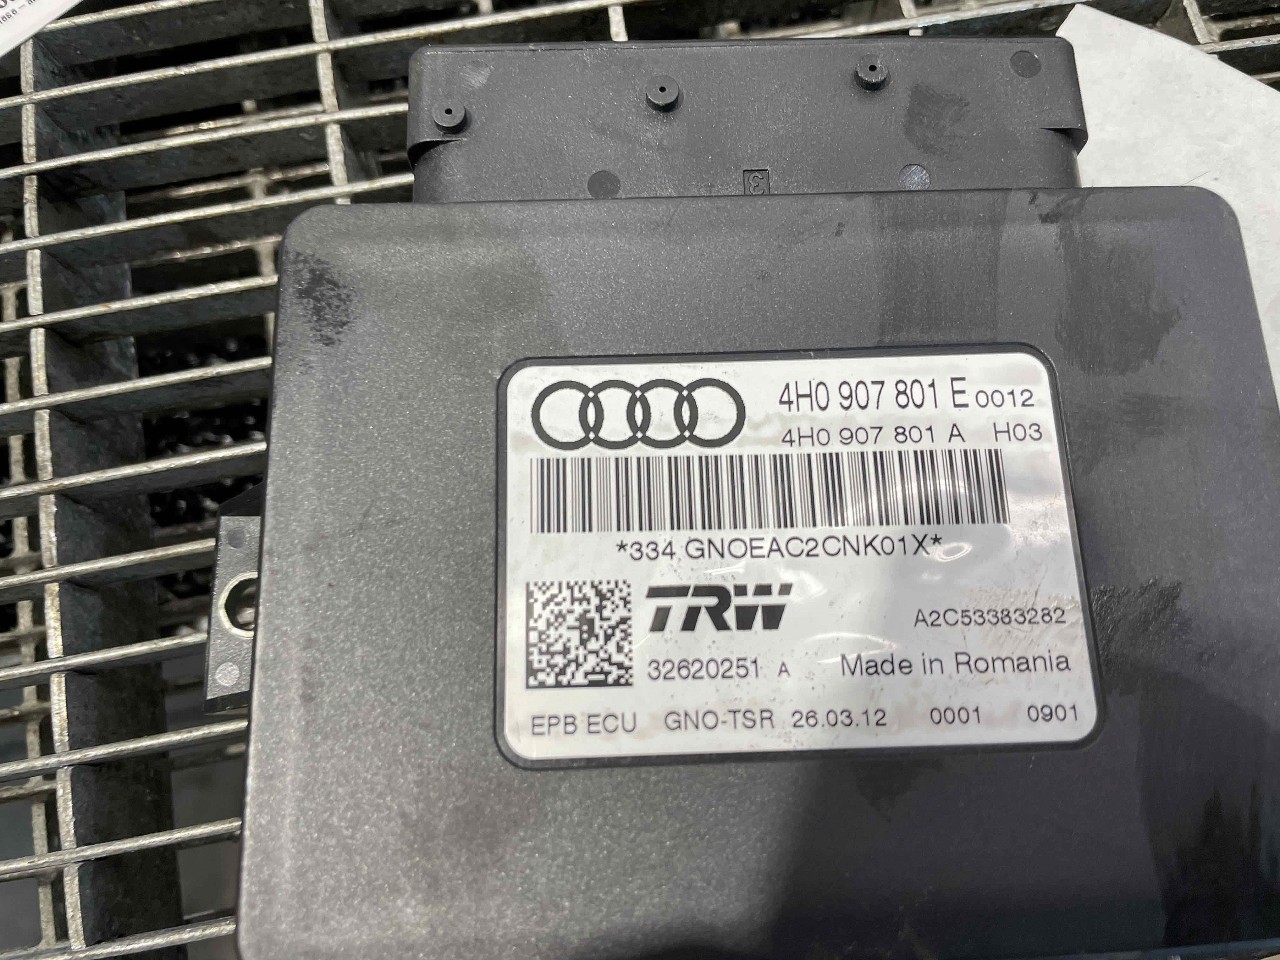 3
4H0 907 801 E 0012
4H0 907 801 A H03
*334 GNOEAC2CNK01X*
TRW
A2C53383282
32620251 A Made in Romania
EPB ECU GNO-TSR 26.03.12 0001 0901